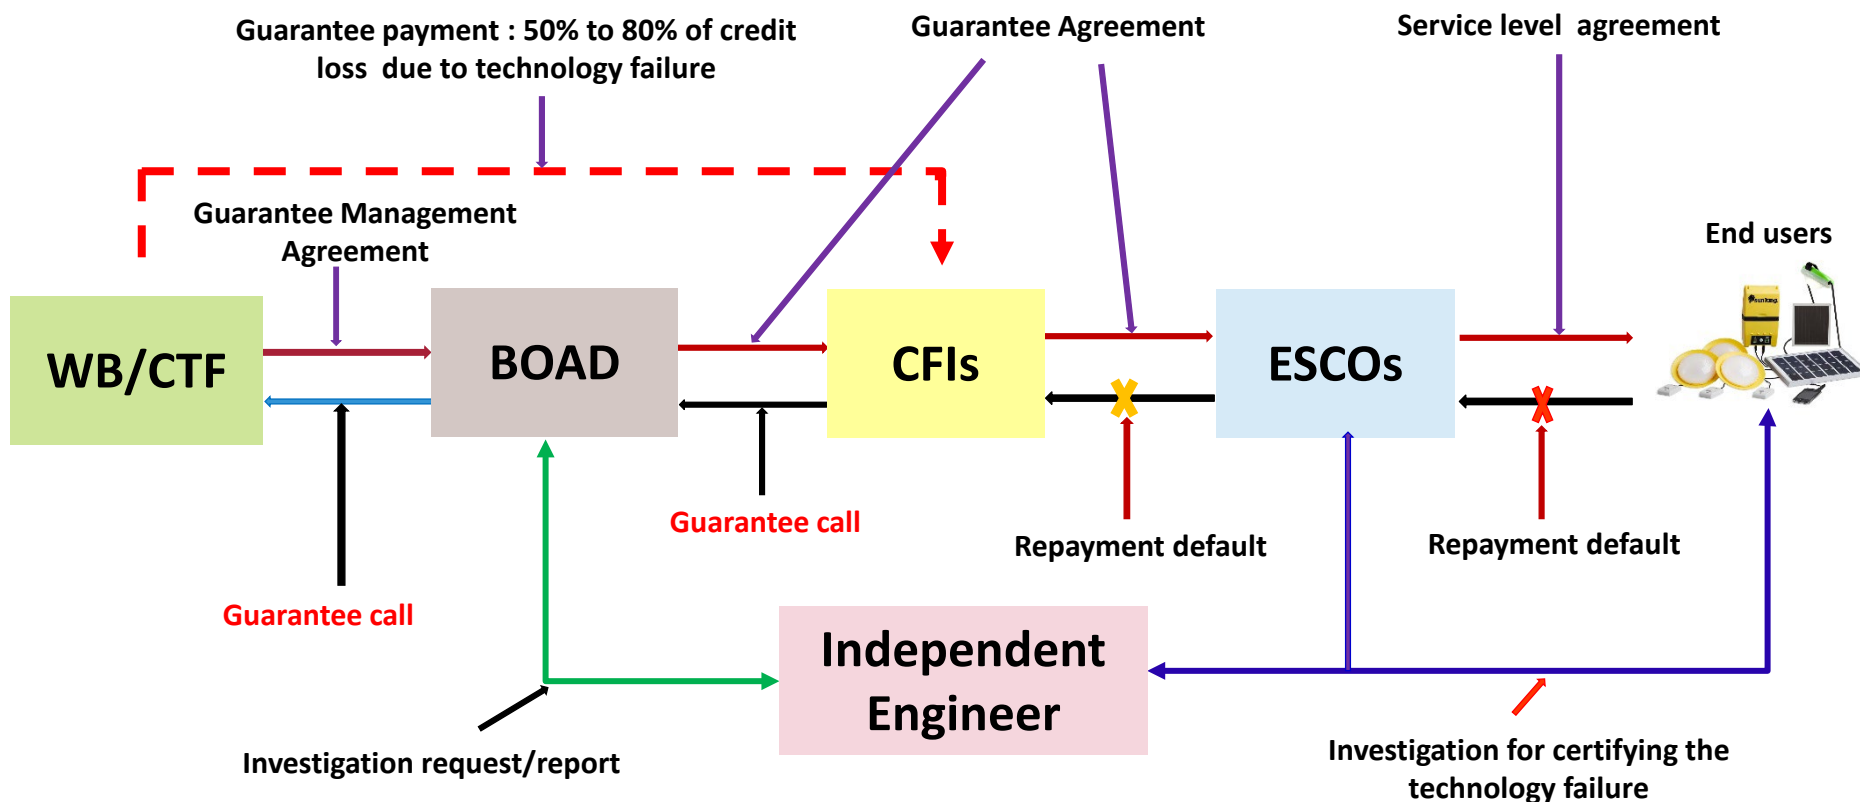 Guarantee payment : 50% to 80% of credit
loss due to technology failure
Guarantee Agreement
Service level agreement
Guarantee Management
Agreement
End users
WB/CTF
BOAD
CFIs
ESCOs
Guarantee call
Guarantee call
Repayment default
Repayment default
Independent
Engineer
Investigation request/report
Investigation for certifying the
technology failure